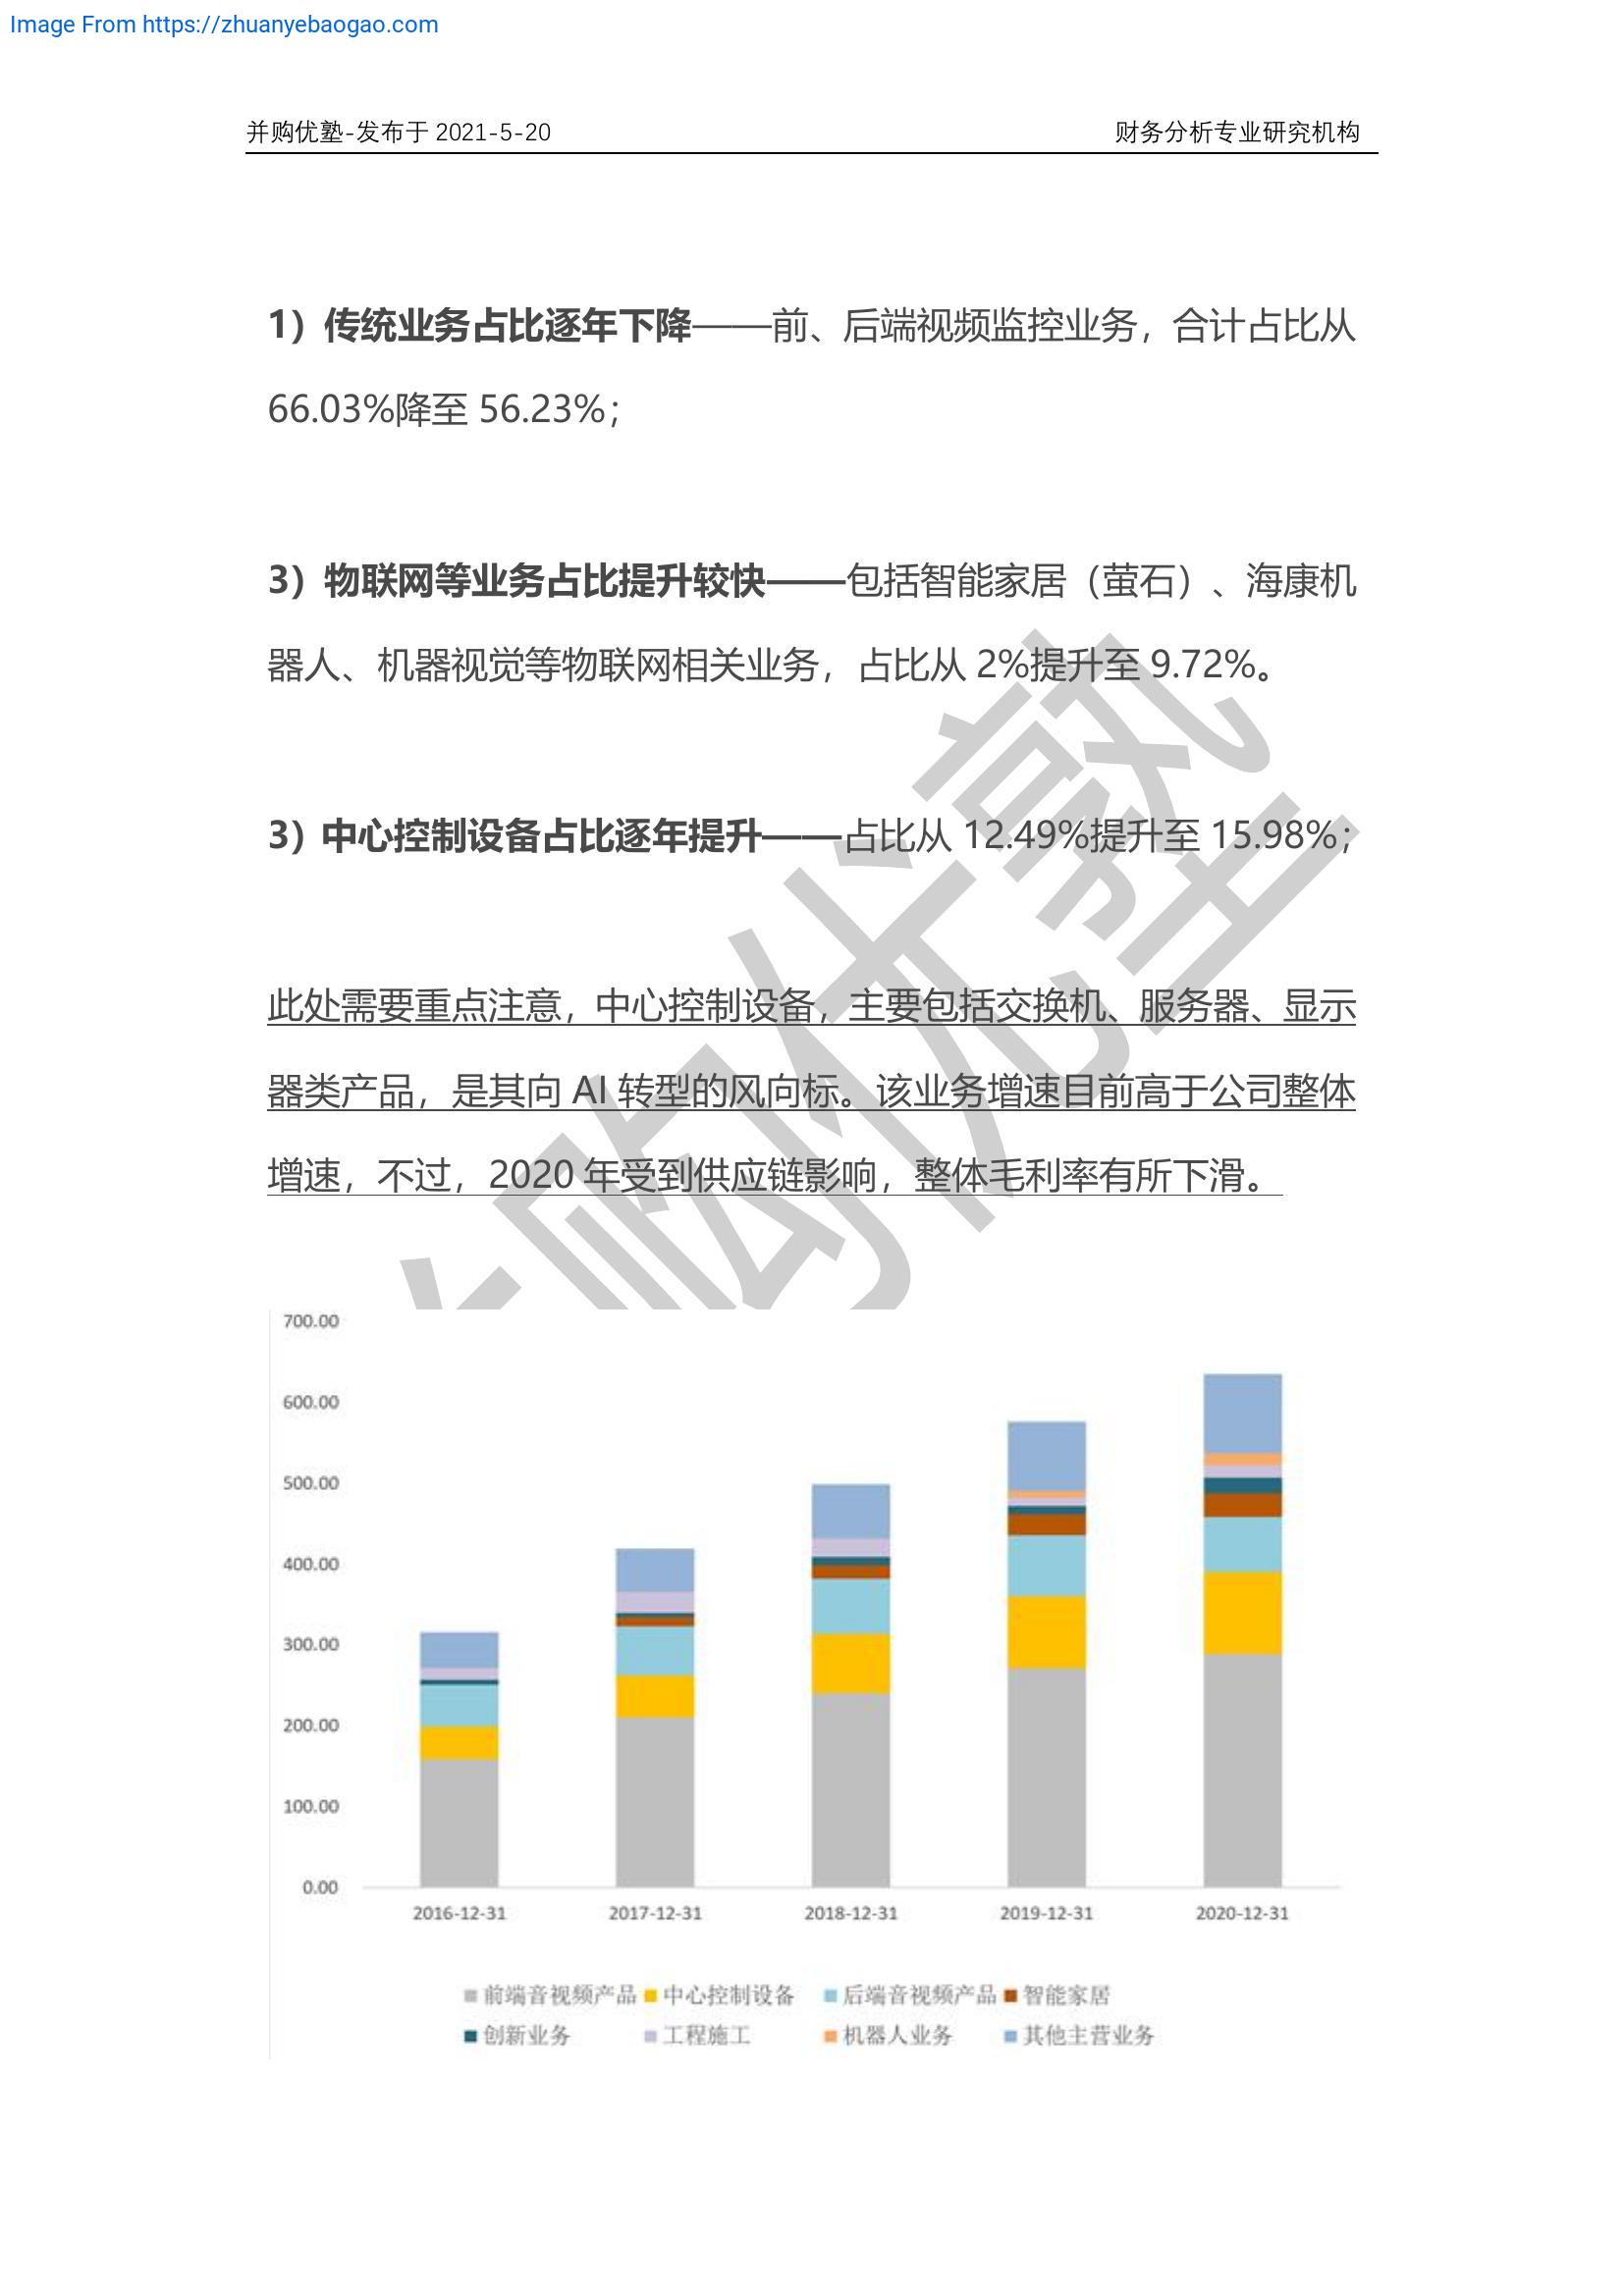 Image From https://zhuanyebaogao.com
并购优塾-发布于 2021-5-20 财务分析专业研究机构
1）传统业务占比逐年下降——前、后端视频监控业务，合计占比从
66.03%降至 56.23%；
3）物联网等业务占比提升较快——包括智能家居（萤石）、海康机
器人、机器视觉等物联网相关业务，占比从 2%提升至 9.72%。
3）中心控制设备占比逐年提升——占比从 12.49%提升至 15.98%；
此处需要重点注意，中心控制设备，主要包括交换机、服务器、显示
器类产品，是其向 AI 转型的风向标。该业务增速目前高于公司整体
增速，不过，2020 年受到供应链影响，整体毛利率有所下滑。
购优塾
700.00
600.00
500.00
400.00
300.00
200.00
100.00
0.00
2016-12-31 2017-12-31 2018-12-31 2019-12-31 2020-12-31
前端音视频产品 中心控制设备 后端音视频产品 智能家居
创新业务 工程施工 机器人业务 其他主营业务